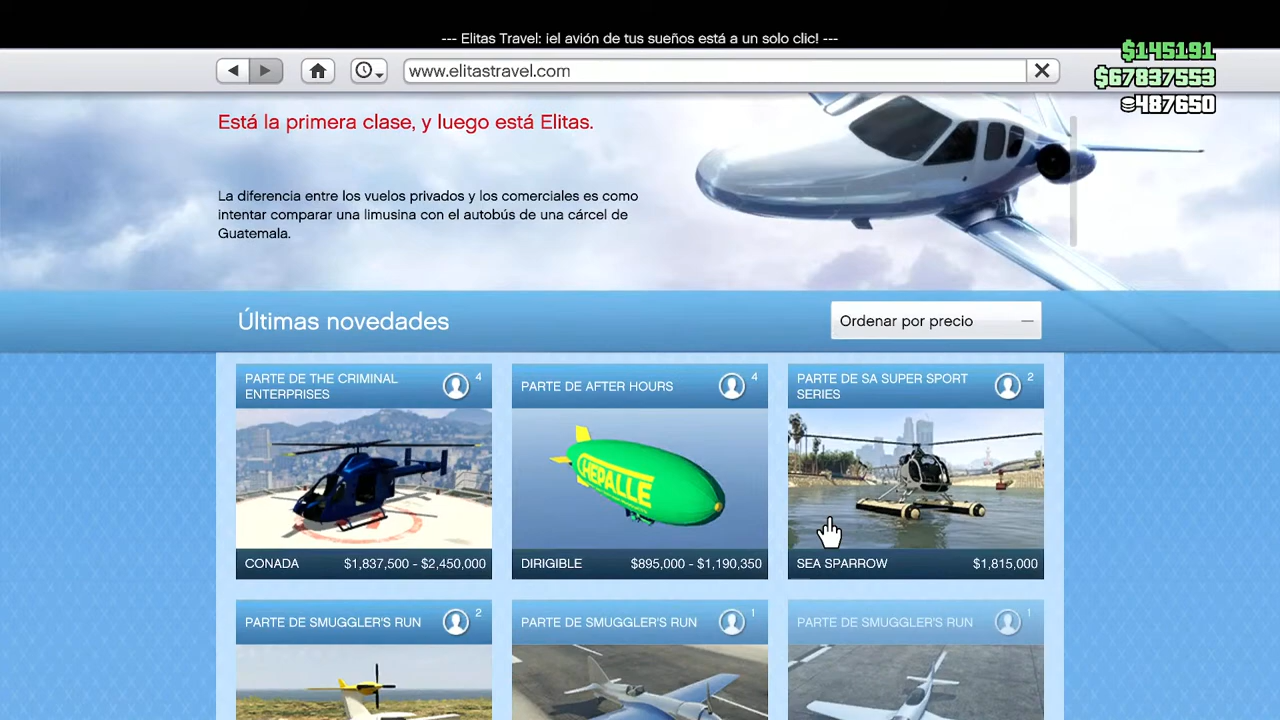 --- Elitas Travel: ¡el avión de tus sueños está a un solo clic! ---
$145191
www.elitastravel.com
$67837553
487650
Está la primera clase, y luego está Elitas.
La diferencia entre los vuelos privados y los comerciales es como
intentar comparar una limusina con el autobús de una cárcel de
Guatemala.
Últimas novedades
Ordenar por precio
PARTE DE THE CRIMINAL
ENTERPRISES
4
PARTE DE AFTER HOURS
4
PARTE DE SA SUPER SPORT
SERIES
2
CHEPALLE
CONADA
$1,837,500 - $2,450,000
DIRIGIBLE
$895,000 - $1,190,350
SEA SPARROW
$1,815,000
PARTE DE SMUGGLER'S RUN
2
PARTE DE SMUGGLER'S RUN
1
PARTE DE SMUGGLER'S RUN
1